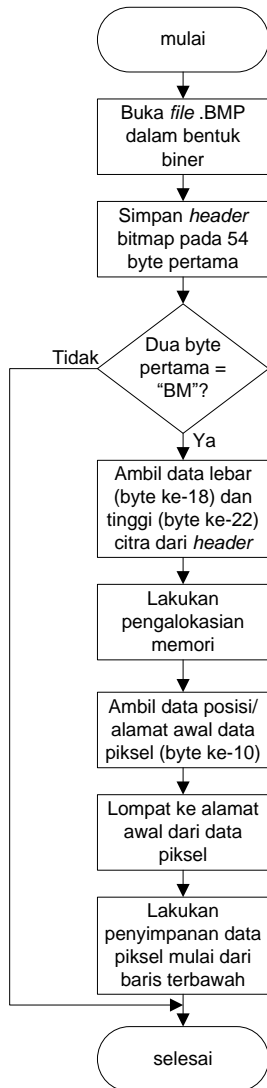 mulai
Buka file .BMP
dalam bentuk
biner
Simpan header
bitmap pada 54
byte pertama
Tidak
Dua byte
pertama =
“BM”?
Ya
Ambil data lebar
(byte ke-18) dan
tinggi (byte ke-22)
citra dari header
Lakukan
pengalokasian
memori
Ambil data posisi/
alamat awal data
piksel (byte ke-10)
Lompat ke alamat
awal dari data
piksel
Lakukan
penyimpanan data
piksel mulai dari
baris terbawah
selesai